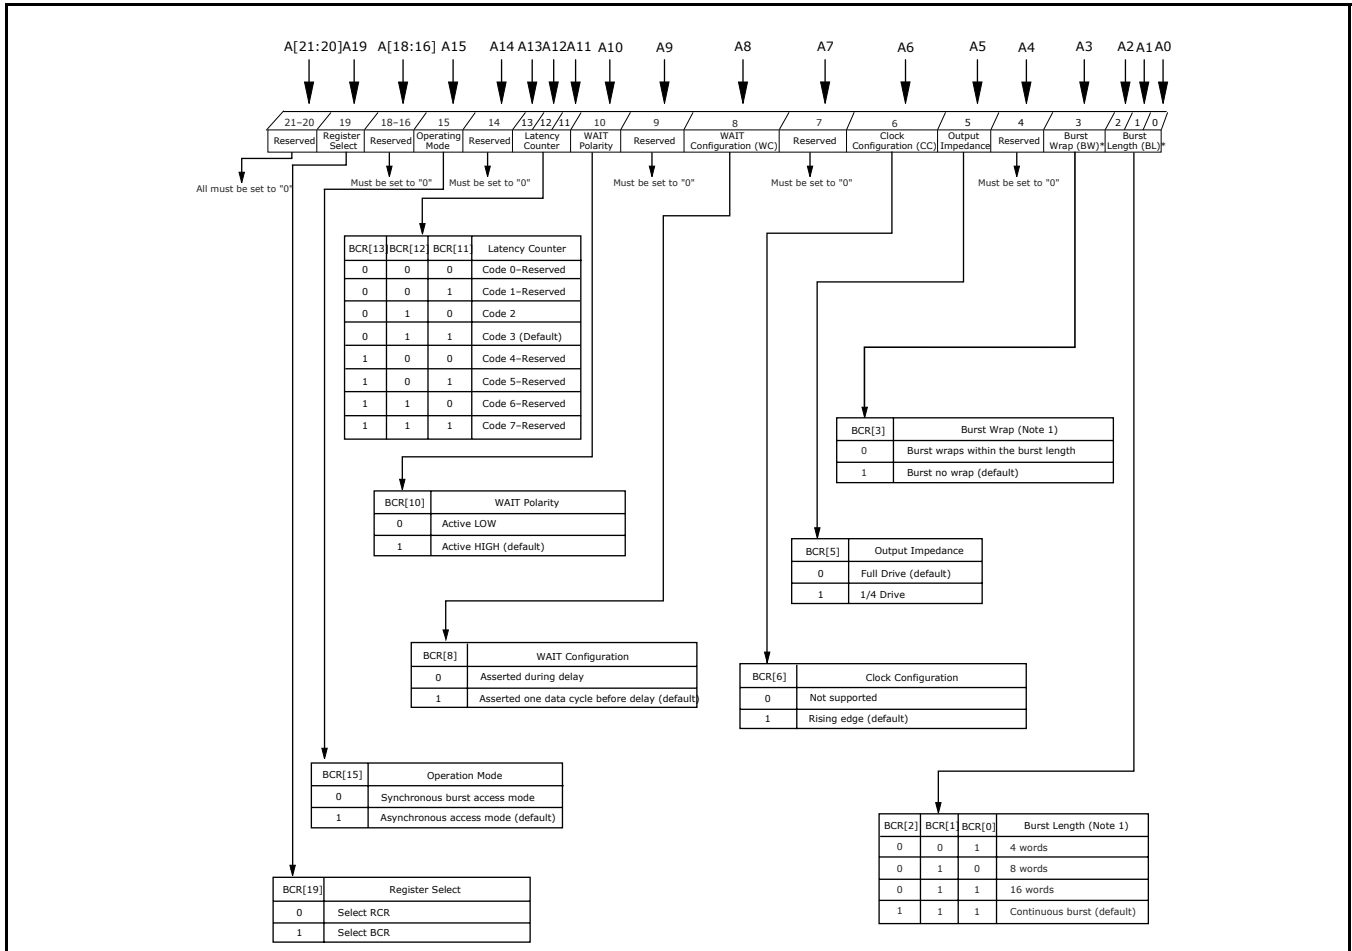 A[21:20] A19 A[18:16] A15 A14 A13 A12 A11 A10 A9 A8 A7 A6 A5 A4 A3 A2 A1 A0
21–20 19 18–16 15 14 13 12 11 10 9 8 7 6 5 4 3 2 1 0
Reserved Register Select Reserved Operating Mode Reserved Latency Counter WAIT Polarity Reserved WAIT Configuration (WC) Reserved Clock Configuration (CC) Output Impedance Reserved Burst Wrap (BW)* Burst Length (BL)*
All must be set to "0" Must be set to "0" Must be set to "0" Must be set to "0" Must be set to "0" Must be set to "0"
BCR[13] BCR[12] BCR[11] Latency Counter
0 0 0 Code 0–Reserved
0 0 1 Code 1–Reserved
0 1 0 Code 2
0 1 1 Code 3 (Default)
1 0 0 Code 4–Reserved
1 0 1 Code 5–Reserved
1 1 0 Code 6–Reserved
1 1 1 Code 7–Reserved
BCR[3] Burst Wrap (Note 1)
0 Burst wraps within the burst length
1 Burst no wrap (default)
BCR[10] WAIT Polarity
0 Active LOW
1 Active HIGH (default)
BCR[5] Output Impedance
0 Full Drive (default)
1 1/4 Drive
BCR[8] WAIT Configuration
0 Asserted during delay
1 Asserted one data cycle before delay (default)
BCR[6] Clock Configuration
0 Not supported
1 Rising edge (default)
BCR[15] Operation Mode
0 Synchronous burst access mode
1 Asynchronous access mode (default)
BCR[2] BCR[1] BCR[0] Burst Length (Note 1)
0 0 1 4 words
0 1 0 8 words
0 1 1 16 words
1 1 1 Continuous burst (default)
BCR[19] Register Select
0 Select RCR
1 Select BCR